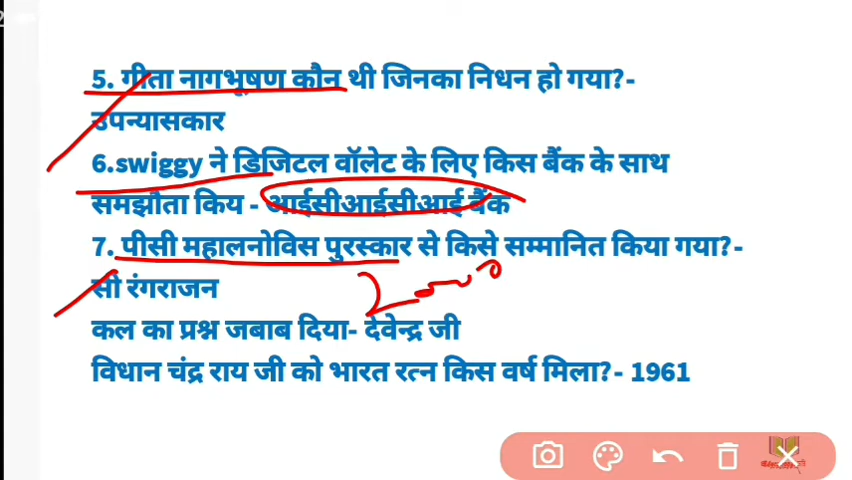 5. गीता नागभूषण कौन थी जिनका निधन हो गया?-
उपन्यासकार
6.swiggy ने डिजिटल वॉलेट के लिए किस बैंक के साथ
समझौता किय - आईसीआईसीआई बैंक
7. पीसी महालनोविस पुरस्कार से किसे सम्मानित किया गया?-
सी रंगराजन
कल का प्रश्न जबाब दिया- देवेन्द्र जी
विधान चंद्र राय जी को भारत रत्न किस वर्ष मिला?- 1961